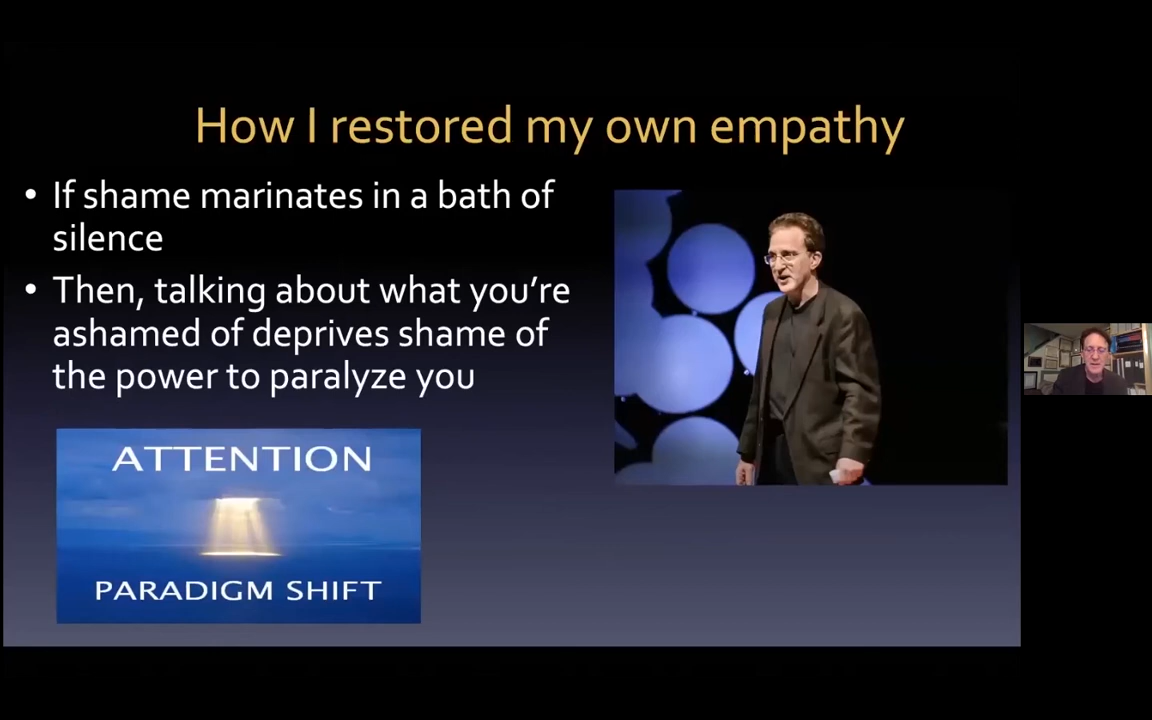 How I restored my own empathy
• If shame marinates in a bath of
silence
• Then, talking about what you’re
ashamed of deprives shame of
the power to paralyze you
ATTENTION
PARADIGM SHIFT